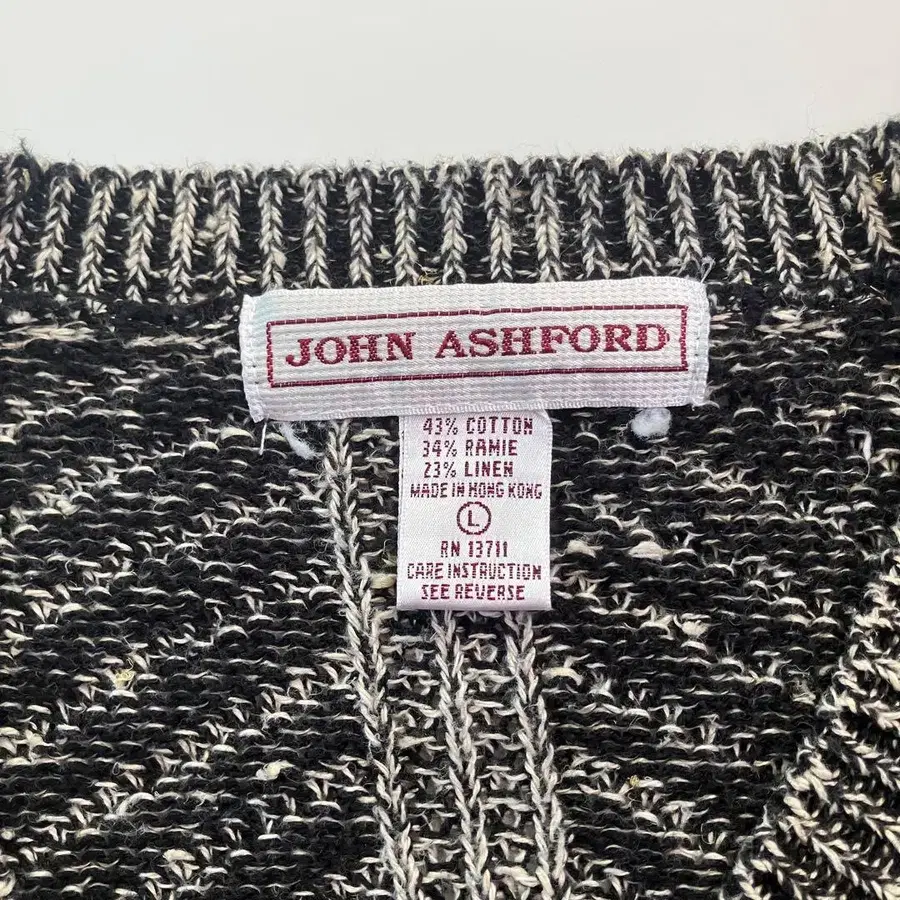 JOHN ASHFORD
43% COTTON
34% RAMIE
23% LINEN
MADE IN HONG KONG
L
RN 13711
CARE INSTRUCTION
SEE REVERSE